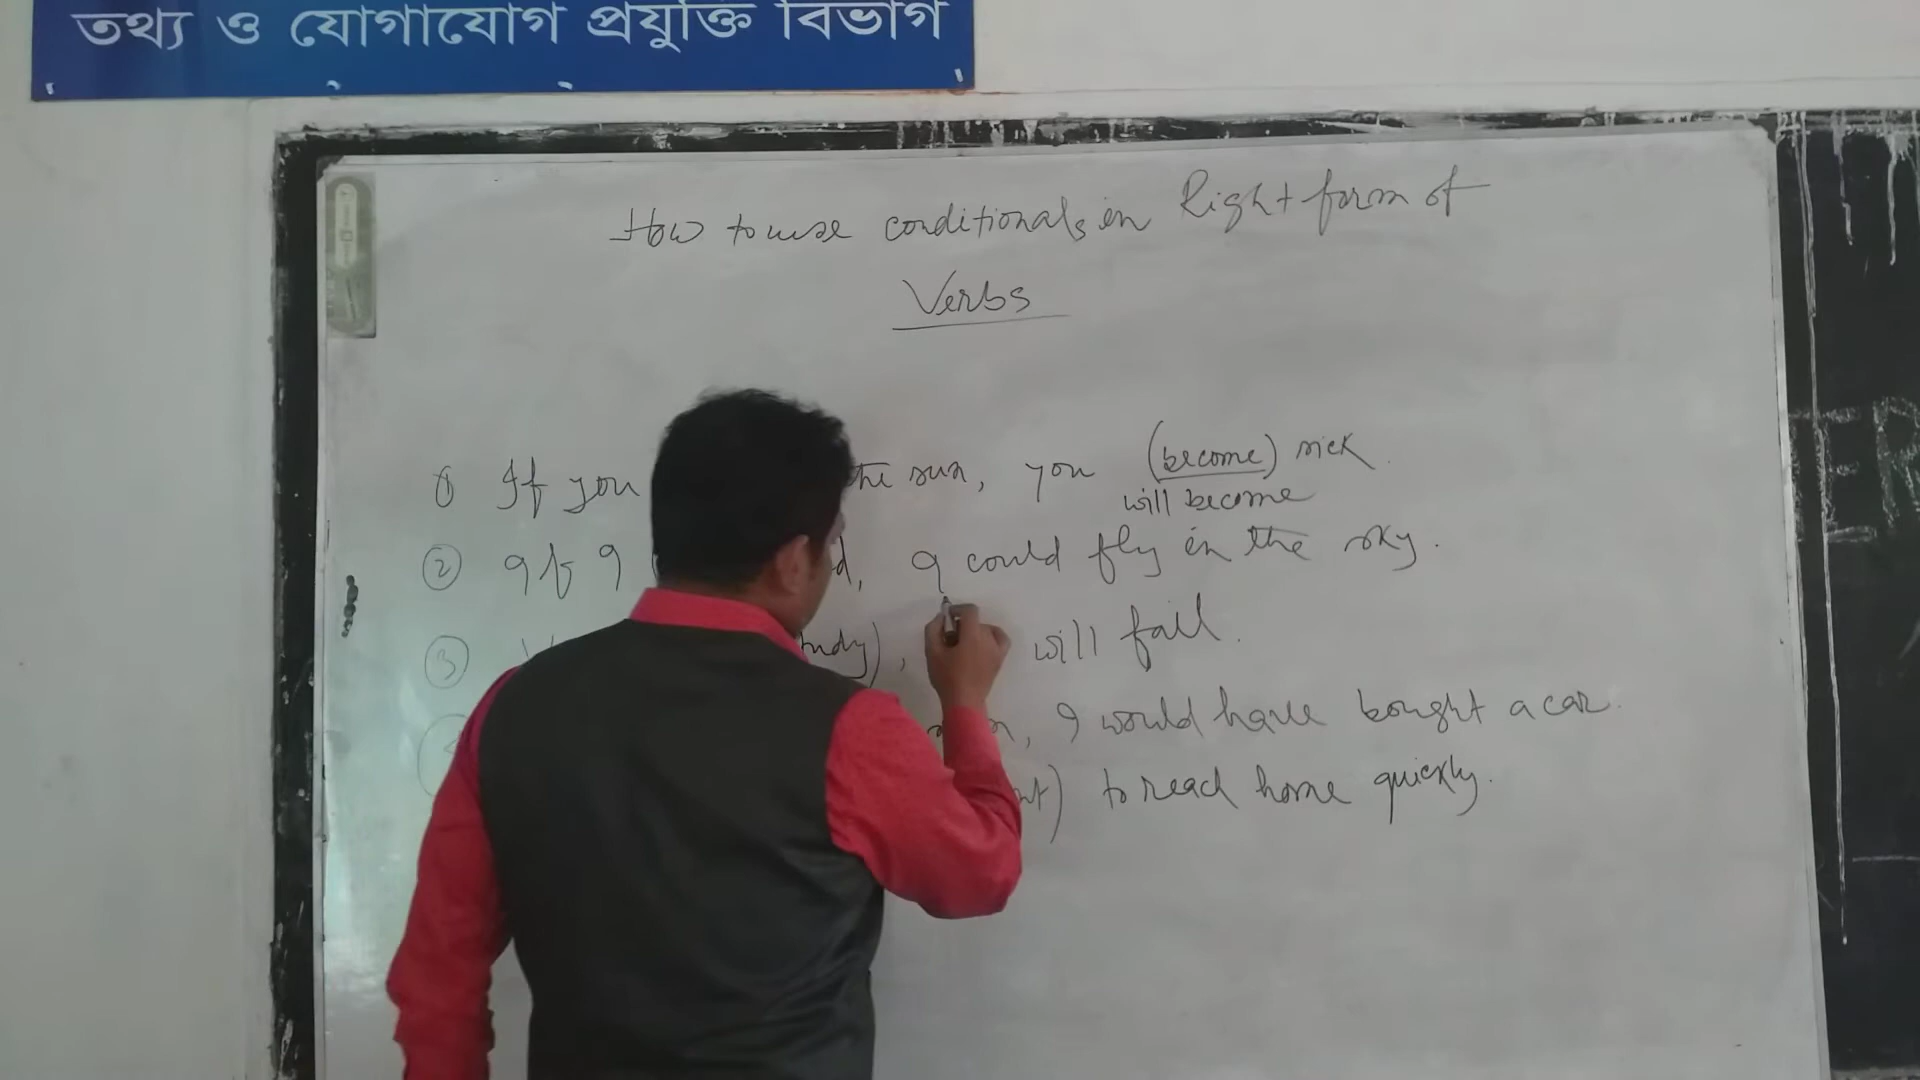 তথ্য ও যোগাযোগ প্রযুক্তি বিভাগ
How to use conditionals in Right form of
Verbs
① If you the sun, you (become) sick.
will become
② If I I could fly in the sky.
③ will fail.
I would have bought a car.
to reach home quickly.
ER